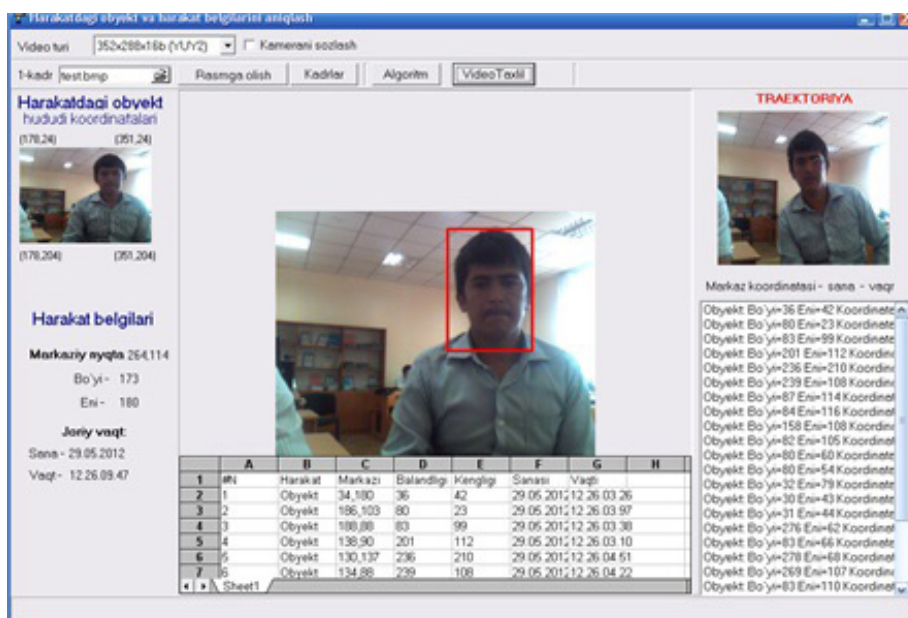 Harakatdagi obyekt va harakat belgilarini aniqlash
Video turi 352x288x16b (YUY2) Kamerani sozlash
1-kadr test.bmp Rasmga olish Kadrlar Algoritm VideoTaxlil
Harakatdagi obyekt
hududi koordinatalari
(178,24) (351,24)
(178,204) (351,204)
Harakat belgilari
Markaziy nyqta 264,114
Bo`yi- 173
Eni- 180
Joriy vaqt:
Sana - 29.05.2012
Vaqt - 12.26.09.47
A B C D E F G H
1 #N Harakat Markazi Balandligi Kengligi Sanasi Vaqti
2 1 Obyekt 34,180 36 42 29.05.2012 12.26.03.26
3 2 Obyekt 186,103 80 23 29.05.2012 12.26.03.97
4 3 Obyekt 188,88 83 99 29.05.2012 12.26.03.38
5 4 Obyekt 138,90 201 112 29.05.2012 12.26.03.10
6 5 Obyekt 130,137 236 210 29.05.2012 12.26.04.51
7 6 Obyekt 134,88 239 108 29.05.2012 12.26.04.22
Sheet1
TRAEKTORIYA
Markaz koordinatasi - sana - vaqt
Obyekt: Bo`yi=36 Eni=42 Koordinate
Obyekt: Bo`yi=80 Eni=23 Koordinate
Obyekt: Bo`yi=83 Eni=99 Koordinate
Obyekt: Bo`yi=201 Eni=112 Koordina
Obyekt: Bo`yi=236 Eni=210 Koordina
Obyekt: Bo`yi=239 Eni=108 Koordina
Obyekt: Bo`yi=87 Eni=114 Koordinat
Obyekt: Bo`yi=84 Eni=116 Koordinat
Obyekt: Bo`yi=158 Eni=108 Koordina
Obyekt: Bo`yi=82 Eni=105 Koordinat
Obyekt: Bo`yi=80 Eni=60 Koordinate
Obyekt: Bo`yi=80 Eni=54 Koordinate
Obyekt: Bo`yi=32 Eni=79 Koordinate
Obyekt: Bo`yi=30 Eni=43 Koordinate
Obyekt: Bo`yi=31 Eni=44 Koordinate
Obyekt: Bo`yi=276 Eni=62 Koordinat
Obyekt: Bo`yi=83 Eni=66 Koordinate
Obyekt: Bo`yi=278 Eni=68 Koordinat
Obyekt: Bo`yi=269 Eni=107 Koordina
Obyekt: Bo`yi=83 Eni=110 Koordinat